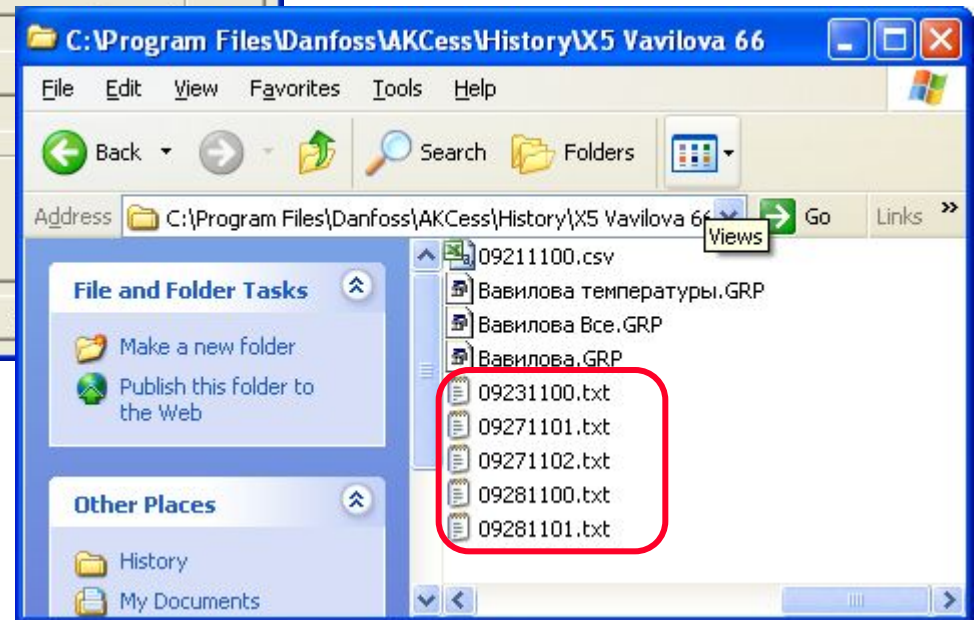 C:\Program Files\Danfoss\AKCess\History\X5 Vavilova 66
File Edit View Favorites Tools Help
Back Search Folders
Address C:\Program Files\Danfoss\AKCess\History\X5 Vavilova 66 Go Links »
Views
File and Folder Tasks
Make a new folder
Publish this folder to
the Web
Other Places
History
My Documents
09211100.csv
Вавилова температуры.GRP
Вавилова Все.GRP
Вавилова.GRP
09231100.txt
09271101.txt
09271102.txt
09281100.txt
09281101.txt